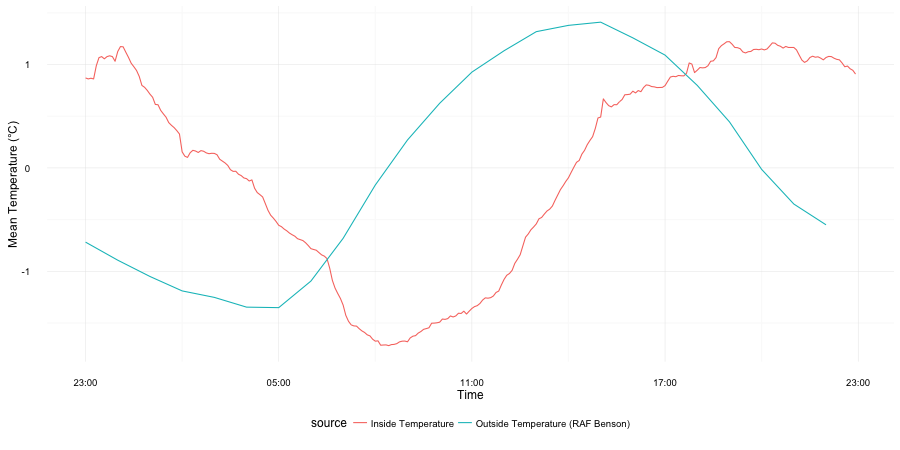 Mean Temperature (°C)
1
0
-1
23:00 05:00 11:00 17:00 23:00
Time
source Inside Temperature Outside Temperature (RAF Benson)